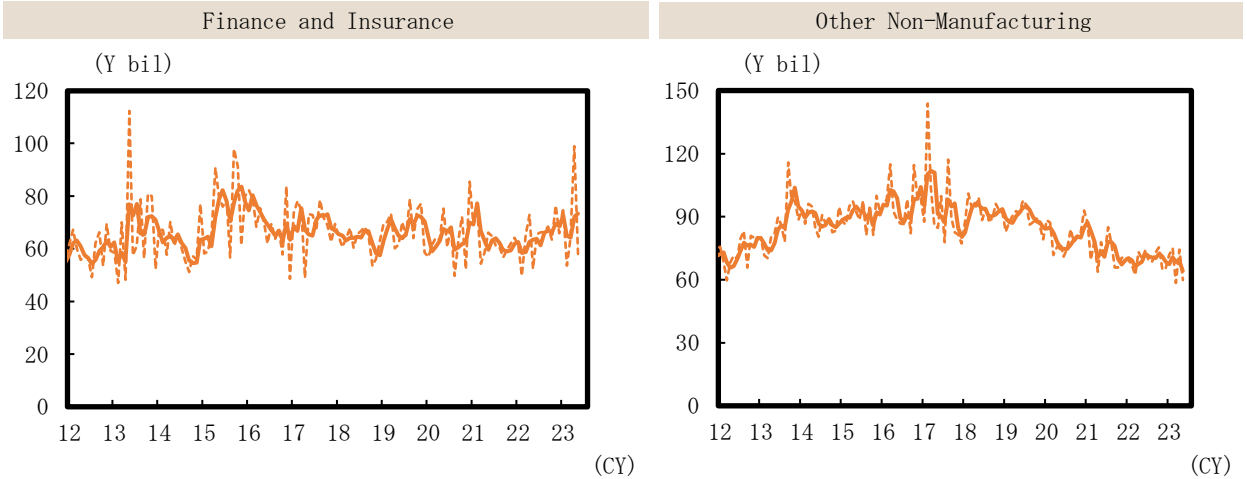 Finance and Insurance
(Y bil)
120
100
80
60
40
20
0
12 13 14 15 16 17 18 19 20 21 22 23
(CY)
Other Non-Manufacturing
(Y bil)
150
120
90
60
30
0
12 13 14 15 16 17 18 19 20 21 22 23
(CY)